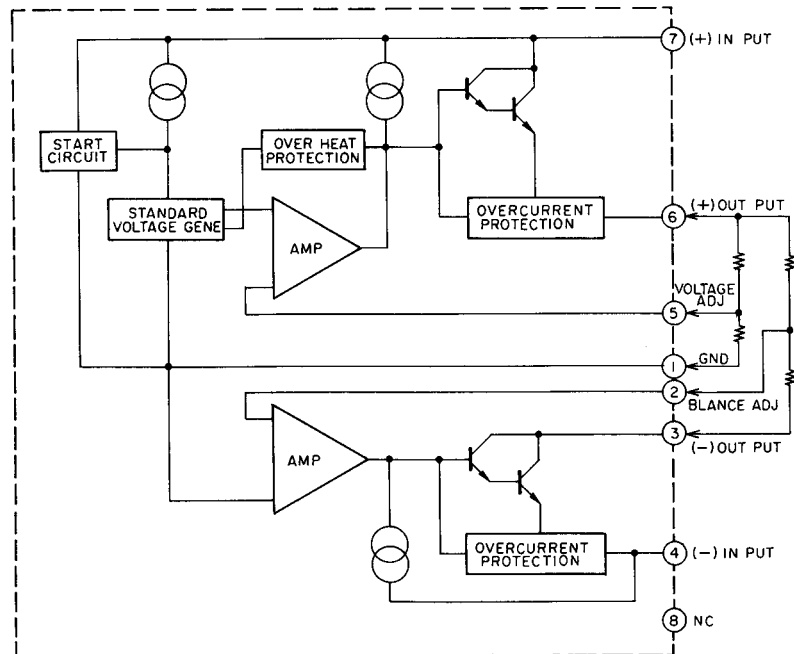 7 (+) IN PUT
START
CIRCUIT
OVER HEAT
PROTECTION
STANDARD
VOLTAGE GENE
AMP
OVERCURRENT
PROTECTION
6 (+) OUT PUT
5 VOLTAGE
ADJ
1 GND
2 BLANCE ADJ
3 (-) OUT PUT
AMP
OVERCURRENT
PROTECTION
4 (-) IN PUT
8 NC